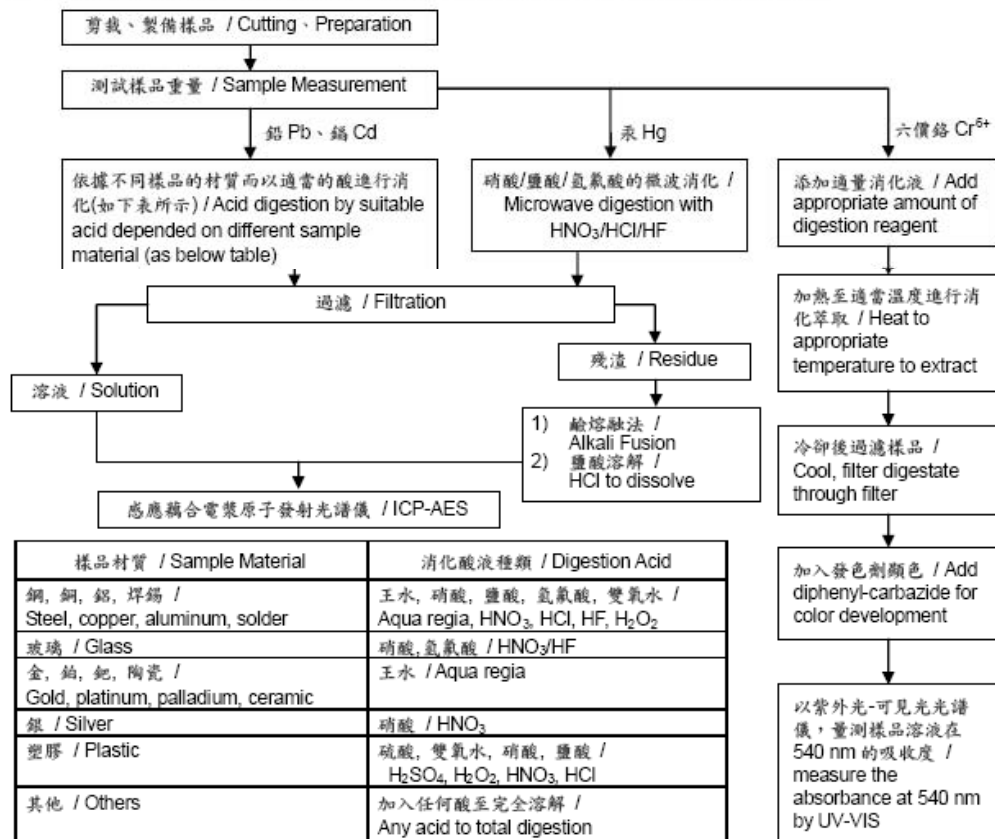 剪裁、製備樣品 / Cutting、Preparation
測試樣品重量 / Sample Measurement
鉛 Pb、鎘 Cd
汞 Hg
六價鉻 Cr⁶⁺
依據不同樣品的材質而以適當的酸進行消
化(如下表所示) / Acid digestion by suitable
acid depended on different sample
material (as below table)
硝酸/鹽酸/氫氟酸的微波消化 /
Microwave digestion with
HNO₃/HCl/HF
添加適量消化液 / Add
appropriate amount of
digestion reagent
過濾 / Filtration
加熱至適當溫度進行消
化萃取 / Heat to
appropriate
temperature to extract
溶液 / Solution
殘渣 / Residue
1) 鹼熔融法 /
Alkali Fusion
2) 鹽酸溶解 /
HCl to dissolve
冷卻後過濾樣品 /
Cool, filter digestate
through filter
感應耦合電漿原子發射光譜儀 / ICP-AES
加入發色劑顯色 / Add
diphenyl-carbazide for
color development
以紫外光-可見光光譜
儀，量測樣品溶液在
540 nm 的吸收度 /
measure the
absorbance at 540 nm
by UV-VIS
樣品材質 / Sample Material
消化酸液種類 / Digestion Acid
鋼, 銅, 鋁, 焊錫 /
Steel, copper, aluminum, solder
王水, 硝酸, 鹽酸, 氫氟酸, 雙氧水 /
Aqua regia, HNO₃, HCl, HF, H₂O₂
玻璃 / Glass
硝酸,氫氟酸 / HNO₃/HF
金, 鉑, 鈀, 陶瓷 /
Gold, platinum, palladium, ceramic
王水 / Aqua regia
銀 / Silver
硝酸 / HNO₃
塑膠 / Plastic
硫酸, 雙氧水, 硝酸, 鹽酸 /
H₂SO₄, H₂O₂, HNO₃, HCl
其他 / Others
加入任何酸至完全溶解 /
Any acid to total digestion